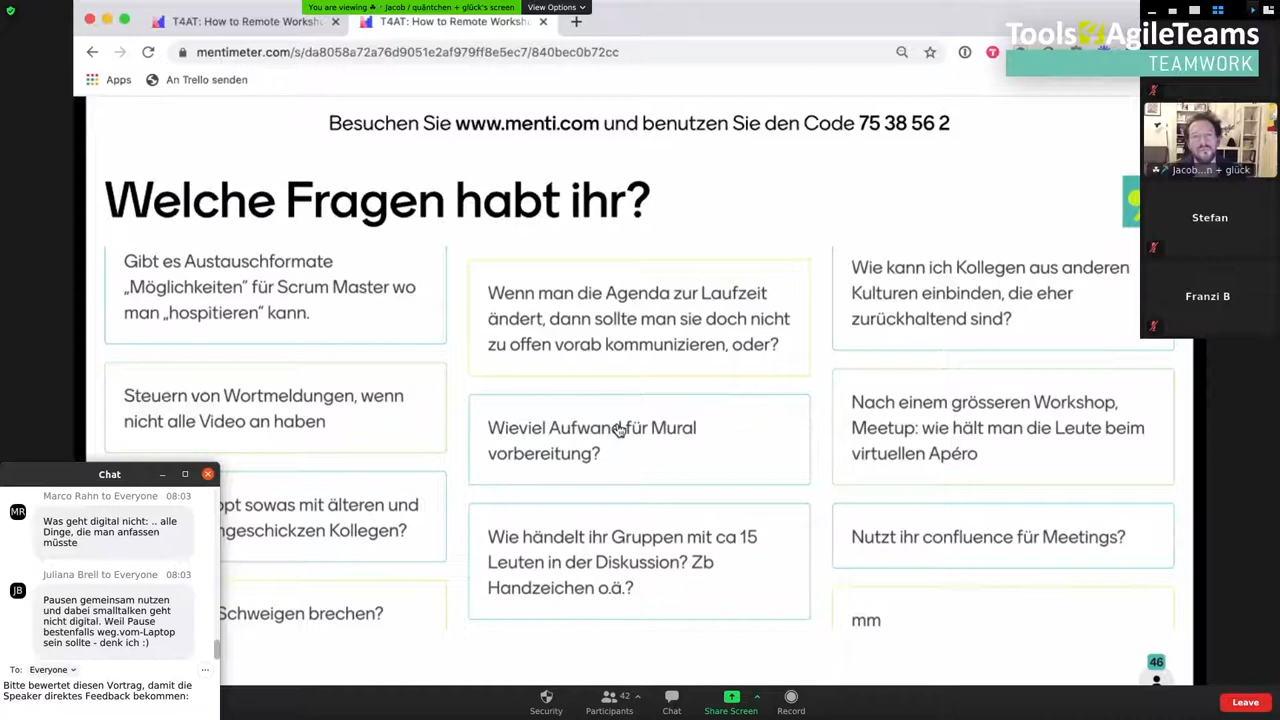 You are viewing Jacob / quäntchen + glück's screen
View Options
T4AT: How to Remote Worksh
T4AT: How to Remote Worksh
mentimeter.com/s/da8058a72a76d9051e2af979ff8e5ec7/840bec0b72cc
Apps
An Trello senden
Tools4AgileTeams
TEAMWORK
Besuchen Sie www.menti.com und benutzen Sie den Code 75 38 56 2
Welche Fragen habt ihr?
Gibt es Austauschformate
„Möglichkeiten" für Scrum Master wo
man „hospitieren" kann.
Steuern von Wortmeldungen, wenn
nicht alle Video an haben
sowas mit älteren und
Kollegen?
Schweigen brechen?
Wenn man die Agenda zur Laufzeit
ändert, dann sollte man sie doch nicht
zu offen vorab kommunizieren, oder?
Wieviel Aufwand für Mural
vorbereitung?
Wie händelt ihr Gruppen mit ca 15
Leuten in der Diskussion? Zb
Handzeichen o.ä.?
Wie kann ich Kollegen aus anderen
Kulturen einbinden, die eher
zurückhaltend sind?
Nach einem grösseren Workshop,
Meetup: wie hält man die Leute beim
virtuellen Apéro
Nutzt ihr confluence für Meetings?
mm
46
Jacob...n + glück
Stefan
Franzi B
Chat
Marco Rahn to Everyone 08:03
MR
Was geht digital nicht: .. alle
Dinge, die man anfassen
müsste
Juliana Brell to Everyone 08:03
JB
Pausen gemeinsam nutzen
und dabei smalltalken geht
nicht digital. Weil Pause
bestenfalls weg.vom-Laptop
sein sollte - denk ich :)
To: Everyone
Bitte bewertet diesen Vortrag, damit die
Speaker direktes Feedback bekommen:
Security
Participants
42
Chat
Share Screen
Record
Leave